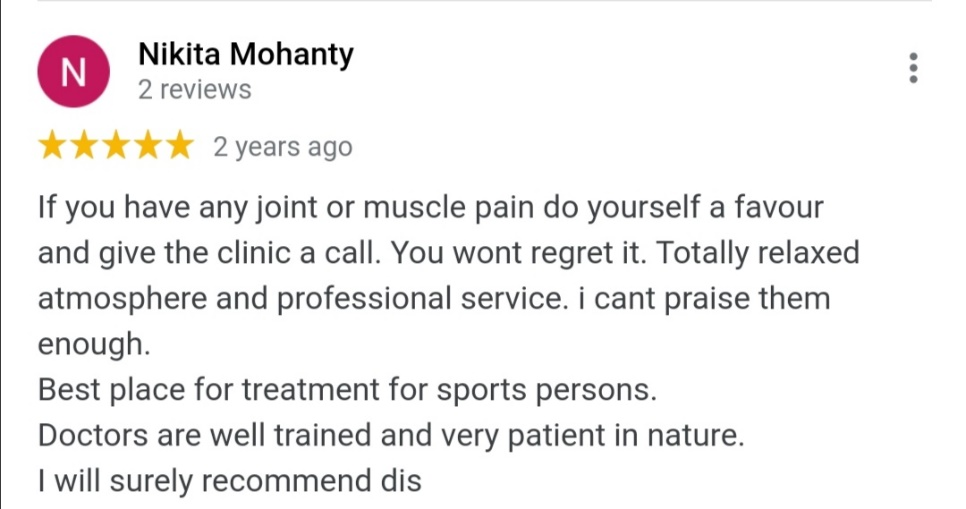 N
Nikita Mohanty
2 reviews
2 years ago
If you have any joint or muscle pain do yourself a favour
and give the clinic a call. You wont regret it. Totally relaxed
atmosphere and professional service. i cant praise them
enough.
Best place for treatment for sports persons.
Doctors are well trained and very patient in nature.
I will surely recommend dis